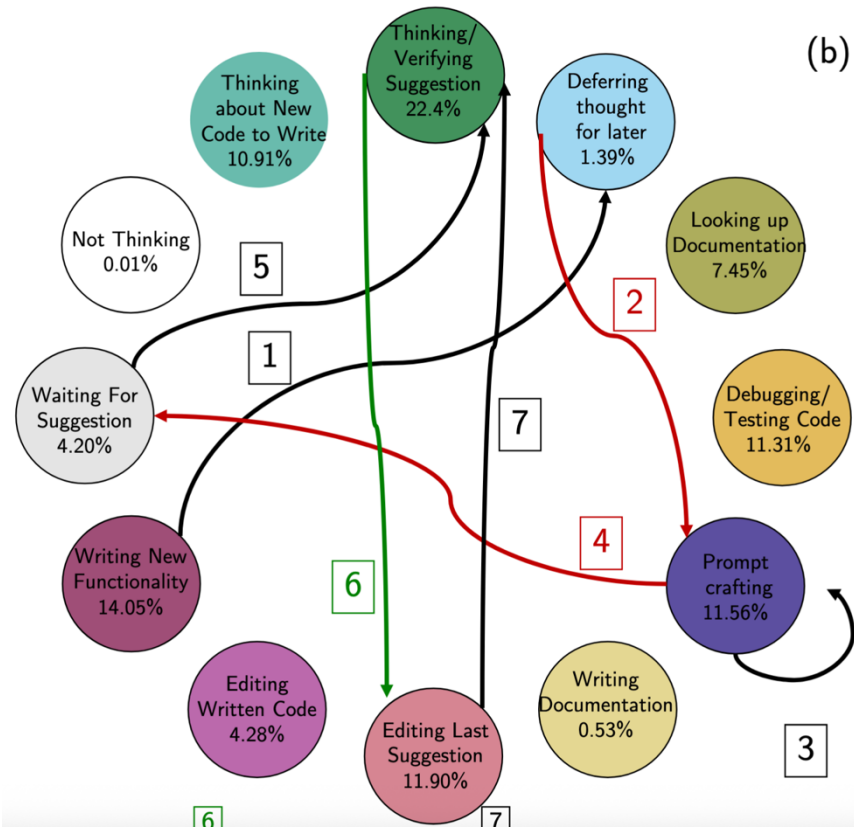 (b)
Thinking/
Verifying
Suggestion
22.4%
Thinking
about New
Code to Write
10.91%
Deferring
thought
for later
1.39%
Not Thinking
0.01%
Looking up
Documentation
7.45%
5
2
1
Waiting For
Suggestion
4.20%
Debugging/
Testing Code
11.31%
7
4
Writing New
Functionality
14.05%
6
Prompt
crafting
11.56%
Editing
Written Code
4.28%
Writing
Documentation
0.53%
Editing Last
Suggestion
11.90%
3
6
7